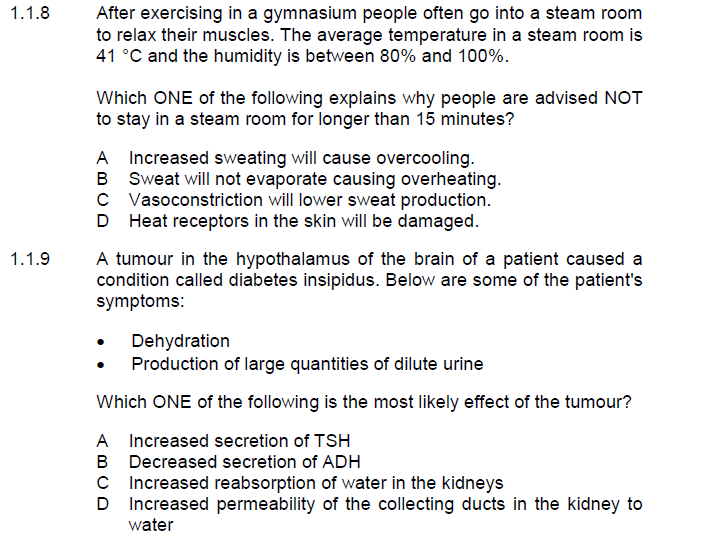 1.1.8 After exercising in a gymnasium people often go into a steam room
to relax their muscles. The average temperature in a steam room is
41 °C and the humidity is between 80% and 100%.
Which ONE of the following explains why people are advised NOT
to stay in a steam room for longer than 15 minutes?
A Increased sweating will cause overcooling.
B Sweat will not evaporate causing overheating.
C Vasoconstriction will lower sweat production.
D Heat receptors in the skin will be damaged.
1.1.9 A tumour in the hypothalamus of the brain of a patient caused a
condition called diabetes insipidus. Below are some of the patient's
symptoms:
• Dehydration
• Production of large quantities of dilute urine
Which ONE of the following is the most likely effect of the tumour?
A Increased secretion of TSH
B Decreased secretion of ADH
C Increased reabsorption of water in the kidneys
D Increased permeability of the collecting ducts in the kidney to
water